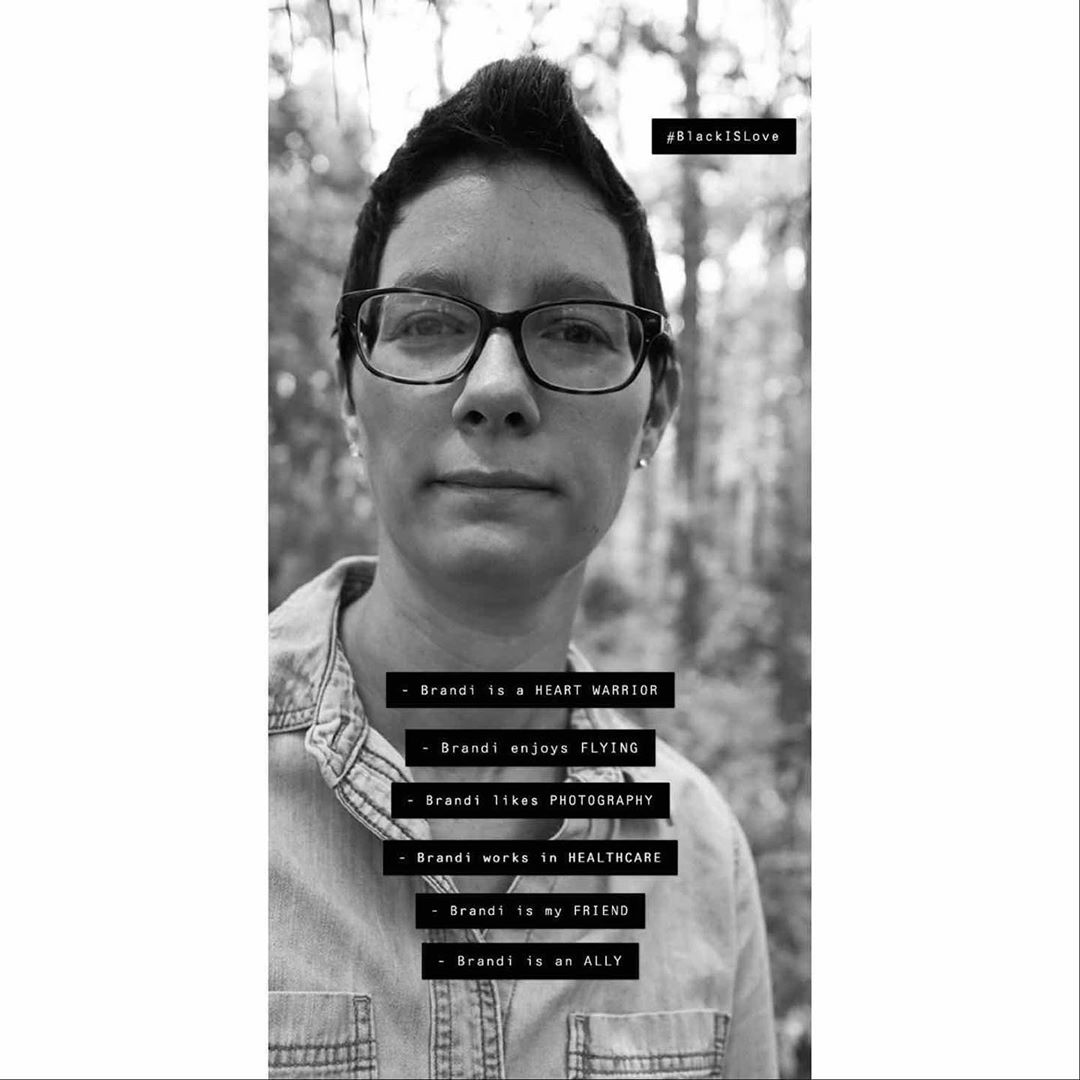 #BlackISLove
- Brandi is a HEART WARRIOR
- Brandi enjoys FLYING
- Brandi likes PHOTOGRAPHY
- Brandi works in HEALTHCARE
- Brandi is my FRIEND
- Brandi is an ALLY